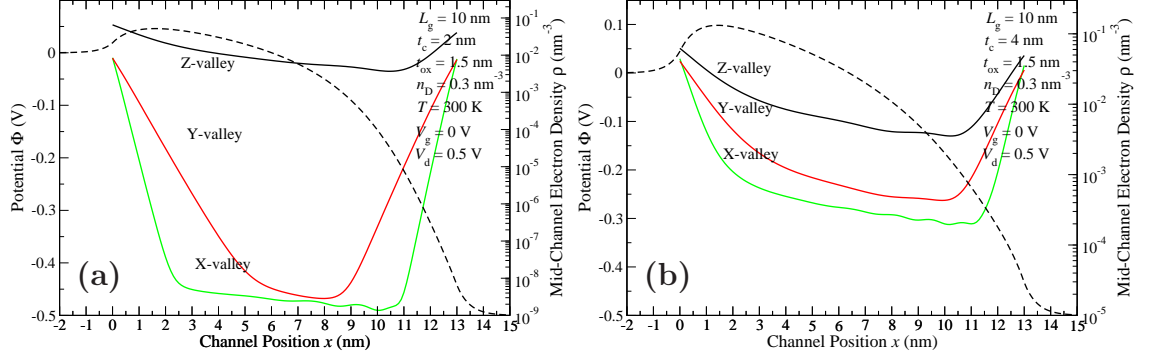 0.1
0
-0.1
-0.2
-0.3
-0.4
-0.5
Potential Φ (V)
-2 -1 0 1 2 3 4 5 6 7 8 9 10 11 12 13 14 15
Channel Position x (nm)
10^-1
10^-2
10^-3
10^-4
10^-5
10^-6
10^-7
10^-8
10^-9
Mid-Channel Electron Density ρ (nm^-3)
L_g = 10 nm
t_c = 2 nm
t_ox = 1.5 nm
n_D = 0.3 nm^-3
T = 300 K
V_g = 0 V
V_d = 0.5 V
Z-valley
Y-valley
X-valley
(a)
0.1
0
-0.1
-0.2
-0.3
-0.4
-0.5
Potential Φ (V)
-2 -1 0 1 2 3 4 5 6 7 8 9 10 11 12 13 14 15
Channel Position x (nm)
10^-1
10^-2
10^-3
10^-4
10^-5
Mid-Channel Electron Density ρ (nm^-3)
L_g = 10 nm
t_c = 4 nm
t_ox = 1.5 nm
n_D = 0.3 nm^-3
T = 300 K
V_g = 0 V
V_d = 0.5 V
Z-valley
Y-valley
X-valley
(b)